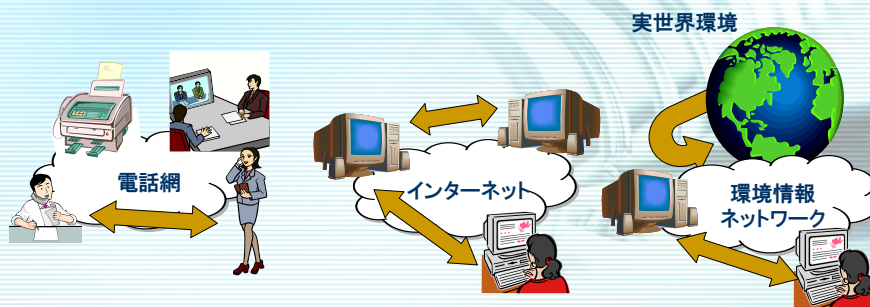 実世界環境
電話網
インターネット
環境情報
ネットワーク